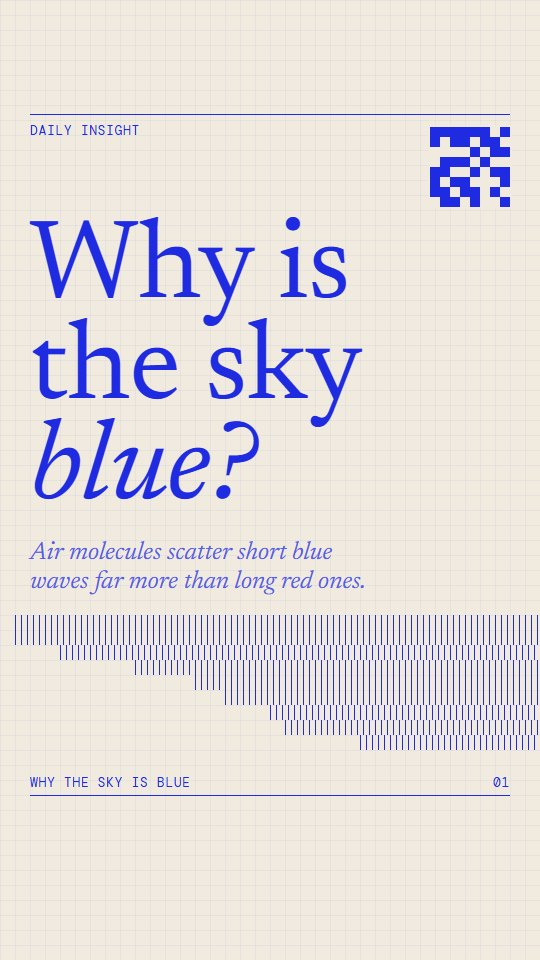 DAILY INSIGHT
Why is
the sky
blue?
Air molecules scatter short blue
waves far more than long red ones.
WHY THE SKY IS BLUE
01